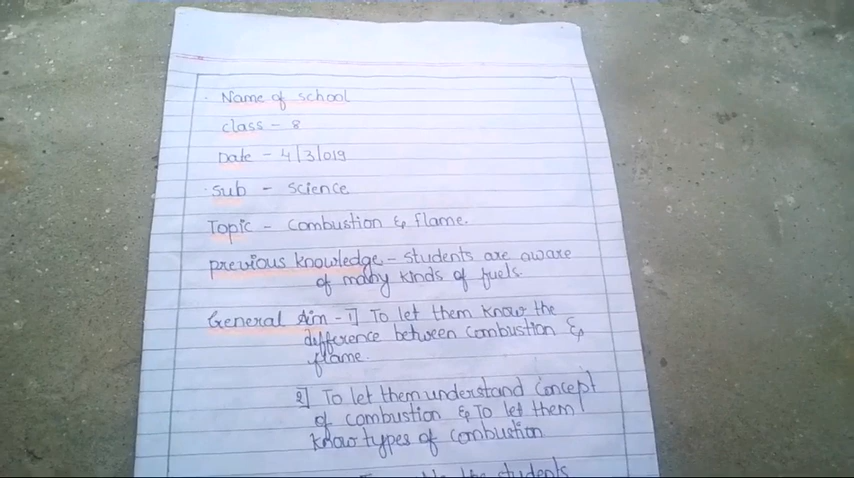 Name of school
class - 8
Date - 4/3/019
Sub - science
Topic - Combustion & flame.
previous knowledge - students are aware
of many kinds of fuels.
General Aim - 1] To let them know the
difference between combustion &
flame.
2] To let them understand concept
of combustion & To let them
know types of combustion
the students